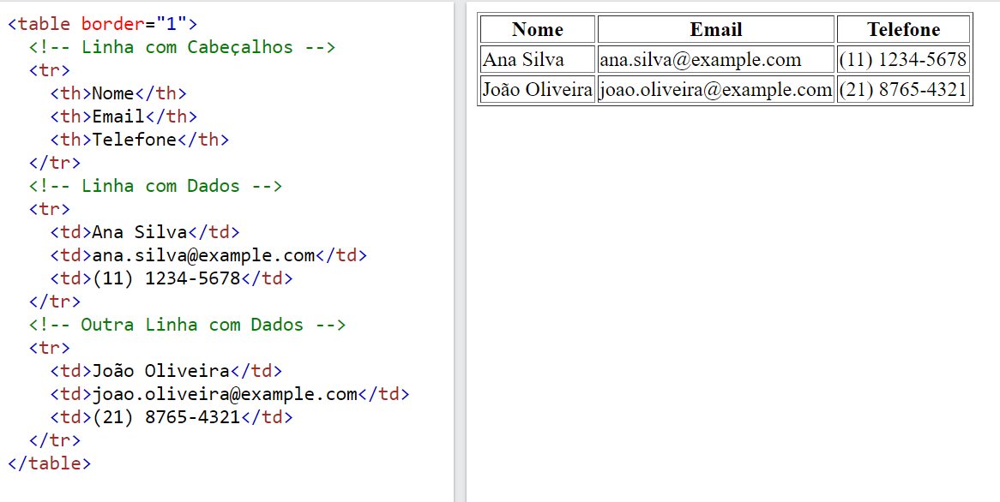 <table border="1">
  <!-- Linha com Cabeçalhos -->
  <tr>
    <th>Nome</th>
    <th>Email</th>
    <th>Telefone</th>
  </tr>
  <!-- Linha com Dados -->
  <tr>
    <td>Ana Silva</td>
    <td>ana.silva@example.com</td>
    <td>(11) 1234-5678</td>
  </tr>
  <!-- Outra Linha com Dados -->
  <tr>
    <td>João Oliveira</td>
    <td>joao.oliveira@example.com</td>
    <td>(21) 8765-4321</td>
  </tr>
</table>
Nome Email Telefone
Ana Silva ana.silva@example.com (11) 1234-5678
João Oliveira joao.oliveira@example.com (21) 8765-4321